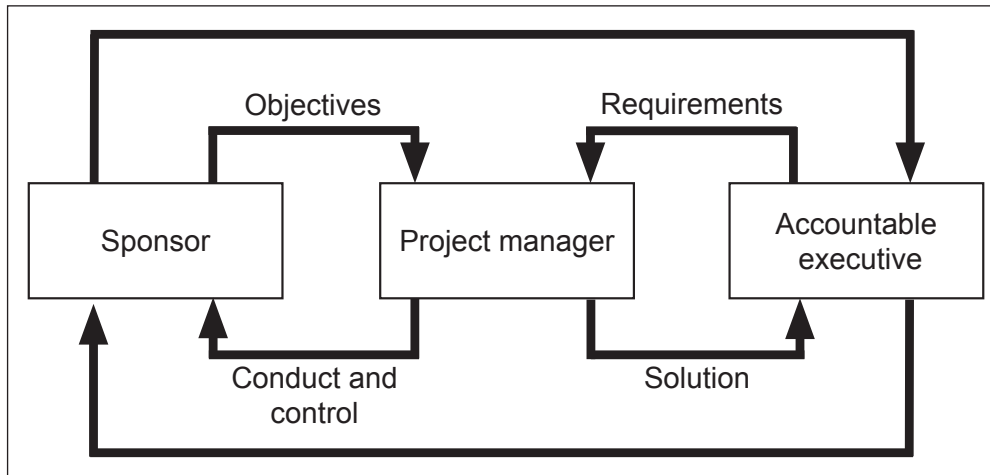 Objectives
Requirements
Sponsor
Project manager
Accountable
executive
Conduct and
control
Solution